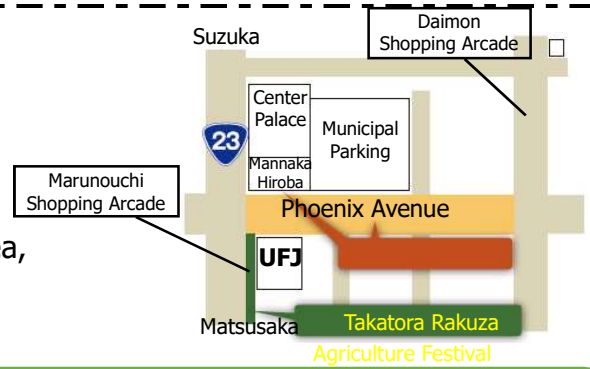 Suzuka
Daimon
Shopping Arcade
Center
Palace
Municipal
Parking
23
Mannaka
Hiroba
Marunouchi
Shopping Arcade
Phoenix Avenue
UFJ
Matsusaka
Takatora Rakuza
Agriculture Festival